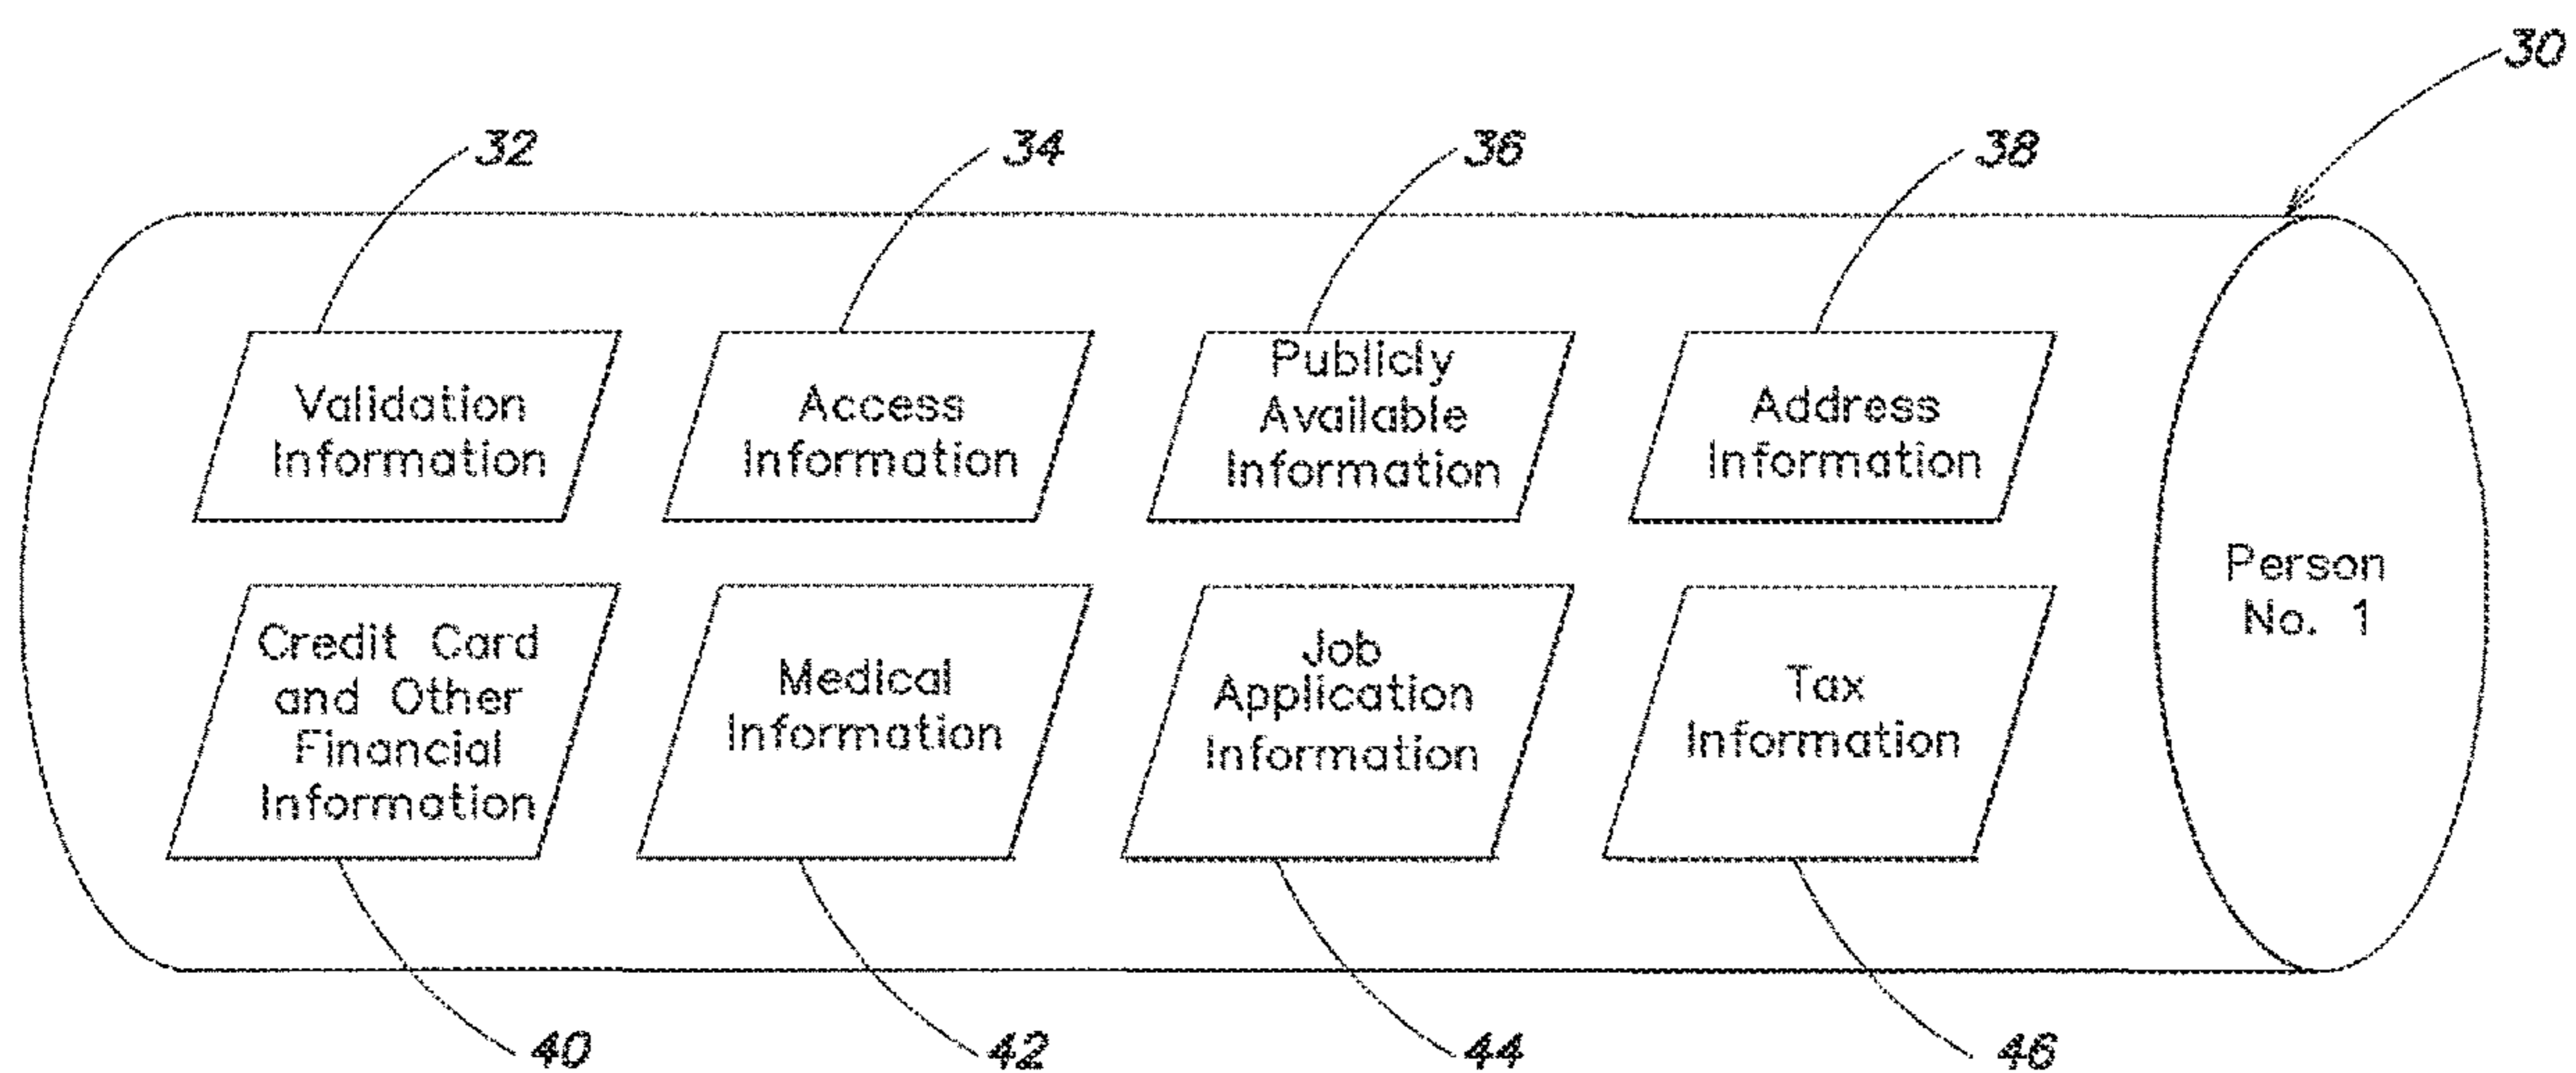 30
32
34
36
38
Validation
Information
Access
Information
Publicly
Available
Information
Address
Information
Person
No. 1
Credit Card
and Other
Financial
Information
Medical
Information
Job
Application
Information
Tax
Information
40
42
44
46